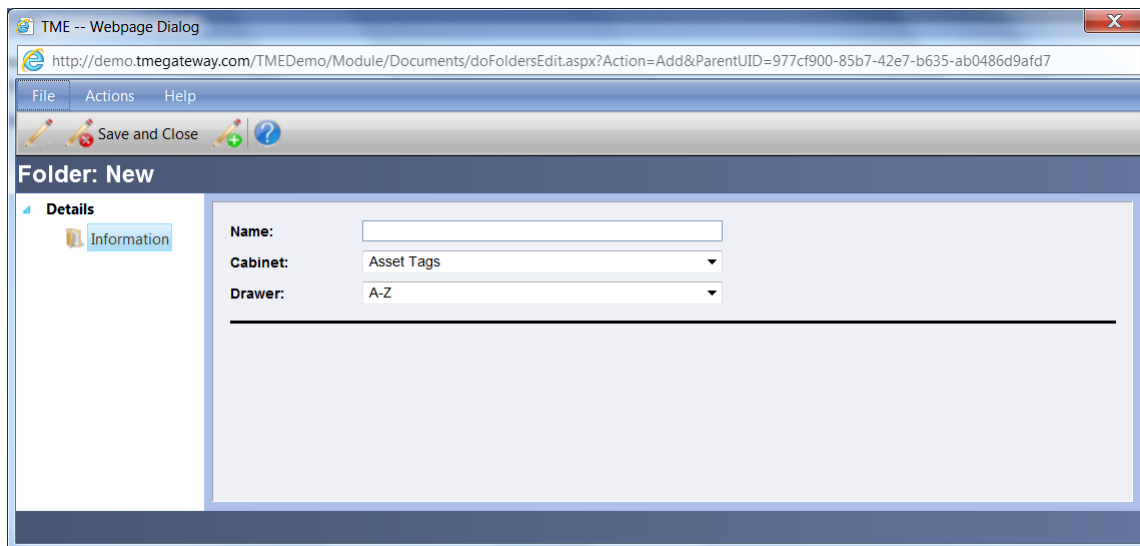 TME -- Webpage Dialog
X
http://demo.tmegateway.com/TMEDemo/Module/Documents/doFoldersEdit.aspx?Action=Add&ParentUID=977cf900-85b7-42e7-b635-ab0486d9afd7
File Actions Help
Save and Close ?
Folder: New
Details
Information
Name:
Cabinet: Asset Tags
Drawer: A-Z